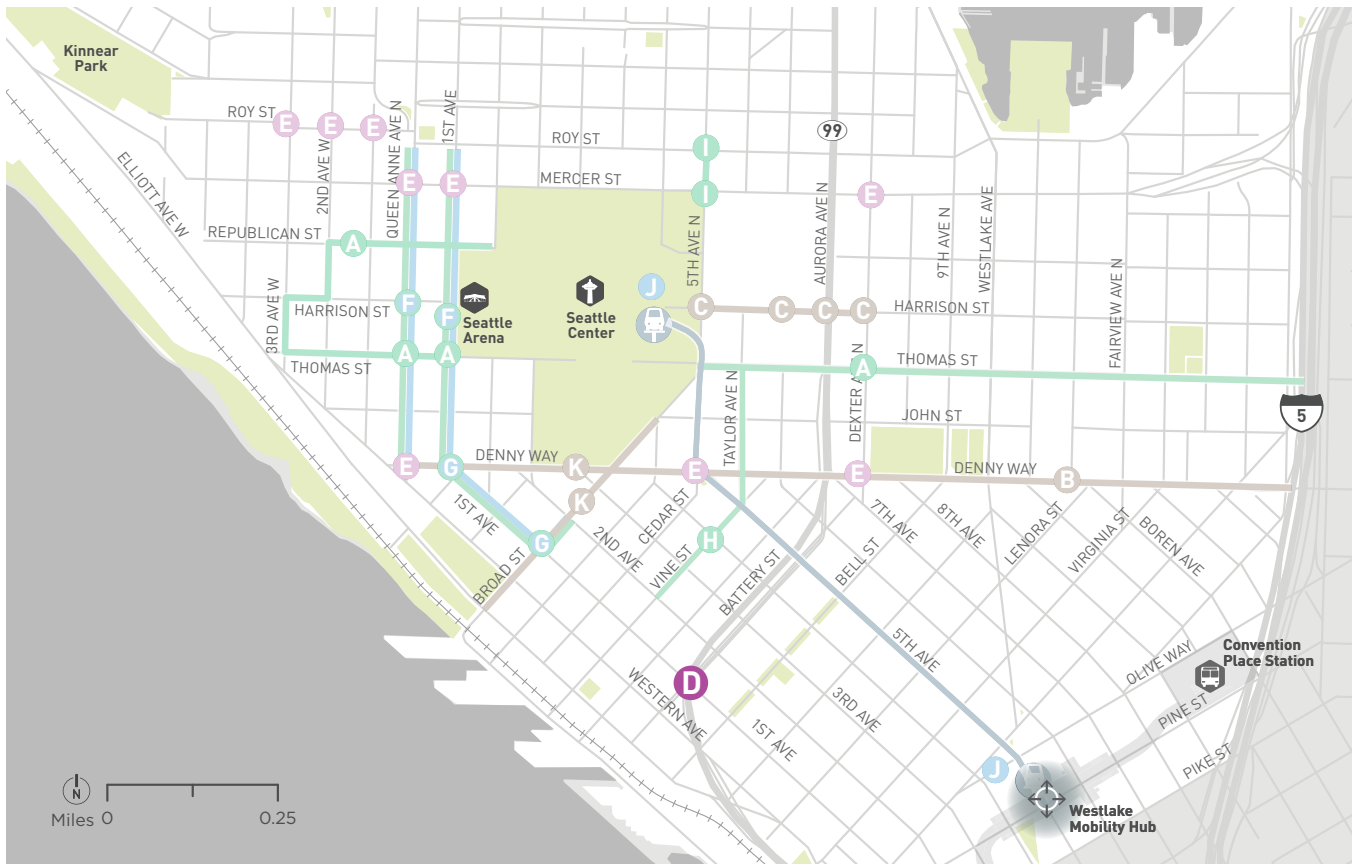 Kinnear
Park
ROY ST
E
E
E
2ND AVE W
QUEEN ANNE AVE N
1ST AVE
ROY ST
MERCER ST
E
E
I
I
99
E
ELLIOTT AVE W
REPUBLICAN ST
A
5TH AVE N
AURORA AVE N
9TH AVE N
WESTLAKE AVE
FAIRVIEW AVE N
3RD AVE W
HARRISON ST
F
F
Seattle
Arena
Seattle
Center
J
C
C
C
C
HARRISON ST
THOMAS ST
A
A
A
THOMAS ST
TAYLOR AVE N
DEXTER AVE N
JOHN ST
5
E
G
DENNY WAY
K
E
E
DENNY WAY
B
1ST AVE
K
G
BROAD ST
2ND AVE
CEDAR ST
VINE ST
H
BATTERY ST
BELL ST
7TH AVE
8TH AVE
LENORA ST
VIRGINIA ST
BOREN AVE
5TH AVE
D
WESTERN AVE
1ST AVE
3RD AVE
OLIVE WAY
Convention
Place Station
PINE ST
PIKE ST
J
Westlake
Mobility Hub
N
Miles 0 0.25